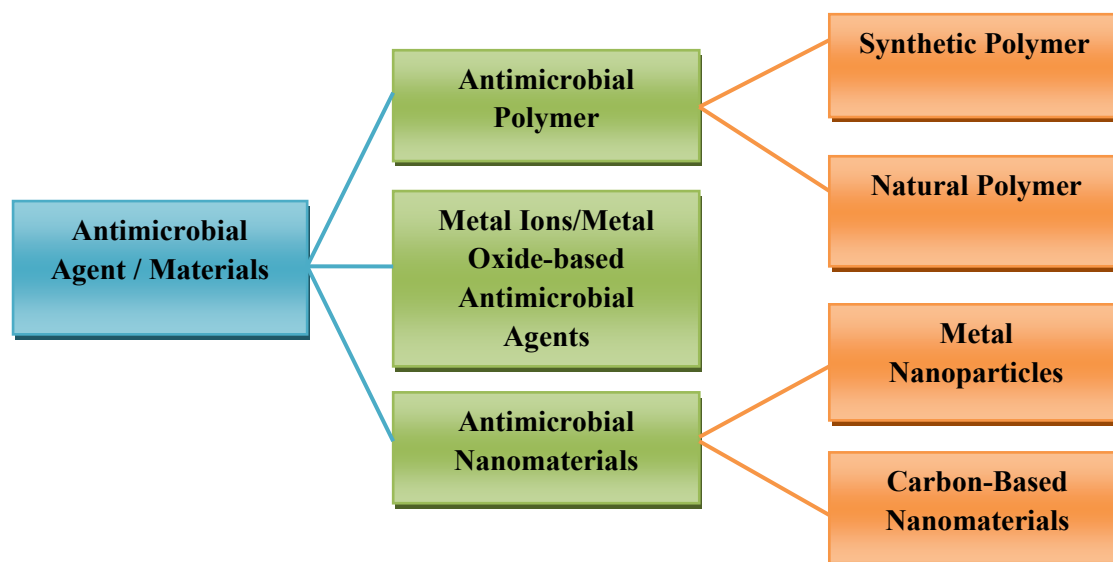 Antimicrobial
Agent / Materials
Antimicrobial
Polymer
Metal Ions/Metal
Oxide-based
Antimicrobial
Agents
Antimicrobial
Nanomaterials
Synthetic Polymer
Natural Polymer
Metal
Nanoparticles
Carbon-Based
Nanomaterials